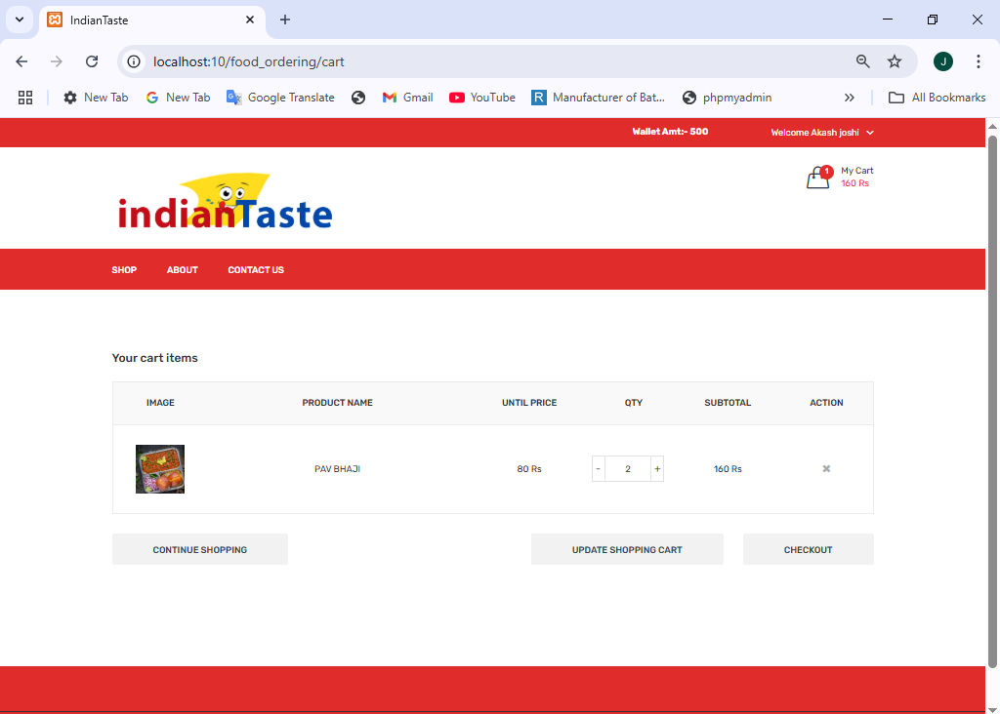 IndianTaste
localhost:10/food_ordering/cart
J
New Tab
New Tab
Google Translate
Gmail
YouTube
R
Manufacturer of Bat...
phpmyadmin
All Bookmarks
Wallet Amt:- 500
Welcome Akash joshi
indianTaste
1
My Cart
160 Rs
SHOP ABOUT CONTACT US
Your cart items
IMAGE PRODUCT NAME UNTIL PRICE QTY SUBTOTAL ACTION
PAV BHAJI 80 Rs - 2 + 160 Rs
CONTINUE SHOPPING UPDATE SHOPPING CART CHECKOUT